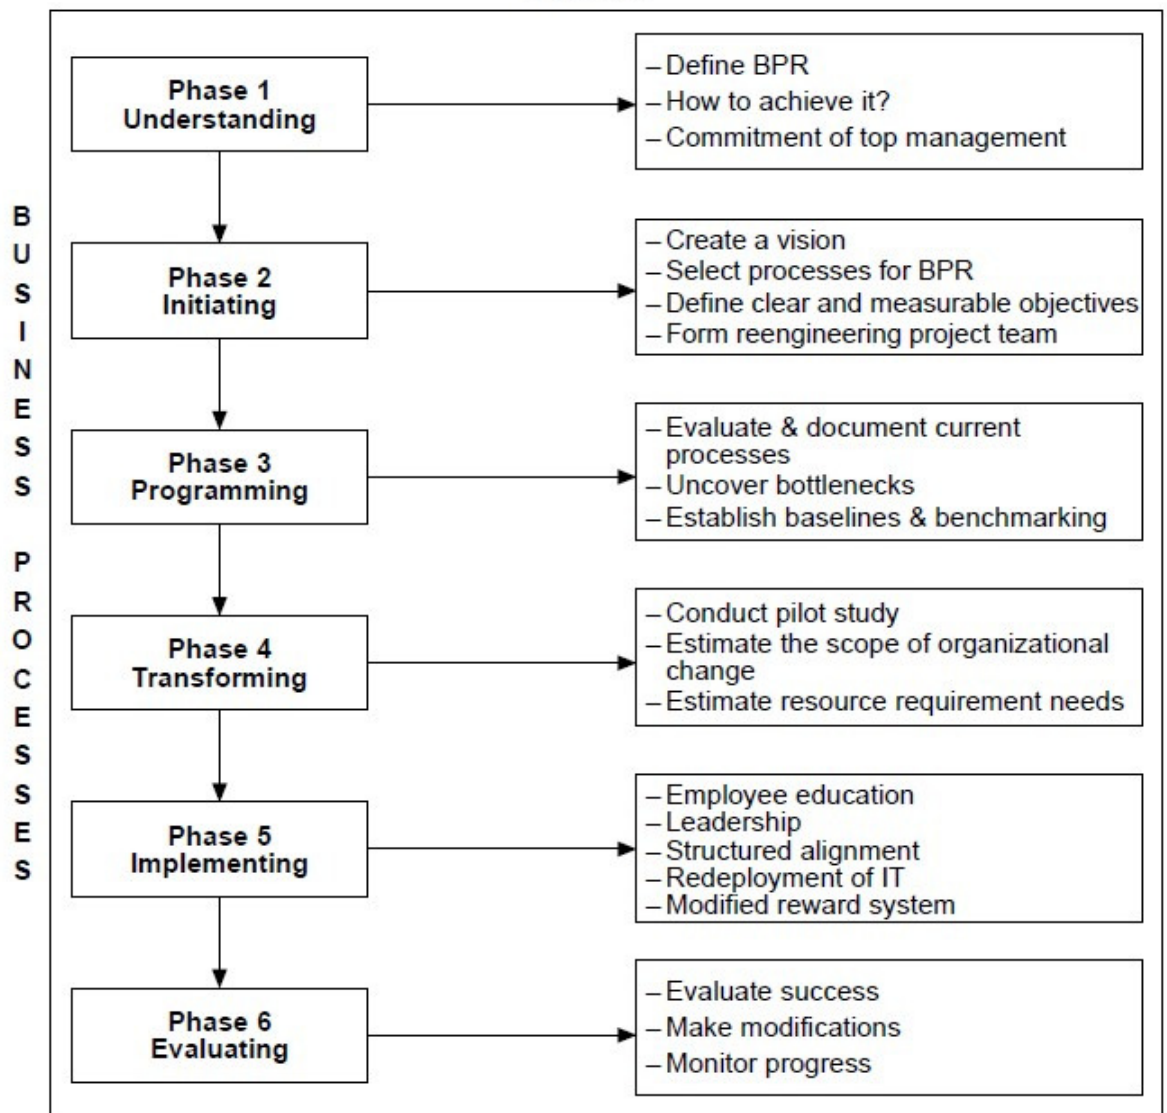 BUSINESS PROCESSES
Phase 1
Understanding
– Define BPR
– How to achieve it?
– Commitment of top management
Phase 2
Initiating
– Create a vision
– Select processes for BPR
– Define clear and measurable objectives
– Form reengineering project team
Phase 3
Programming
– Evaluate & document current
processes
– Uncover bottlenecks
– Establish baselines & benchmarking
Phase 4
Transforming
– Conduct pilot study
– Estimate the scope of organizational
change
– Estimate resource requirement needs
Phase 5
Implementing
– Employee education
– Leadership
– Structured alignment
– Redeployment of IT
– Modified reward system
Phase 6
Evaluating
– Evaluate success
– Make modifications
– Monitor progress